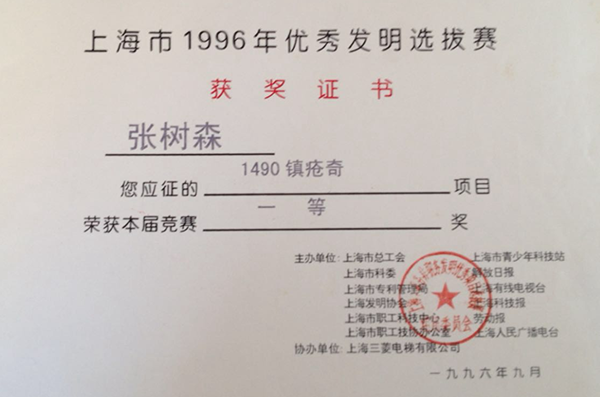 上海市1996年优秀发明选拔赛
获奖证书
张树森
1490 镇疮奇
您应征的 项目
一 等
荣获本届竞赛 奖
主办单位：上海市总工会 上海市青少年科技站
上海市科委 解放日报
上海市专利管理局 上海有线电视台
上海发明协会 上海科技报
上海市职工科技中心 劳动报
上海市职工技协办公室 上海人民广播电台
协办单位：上海三菱电梯有限公司
一九九六年九月